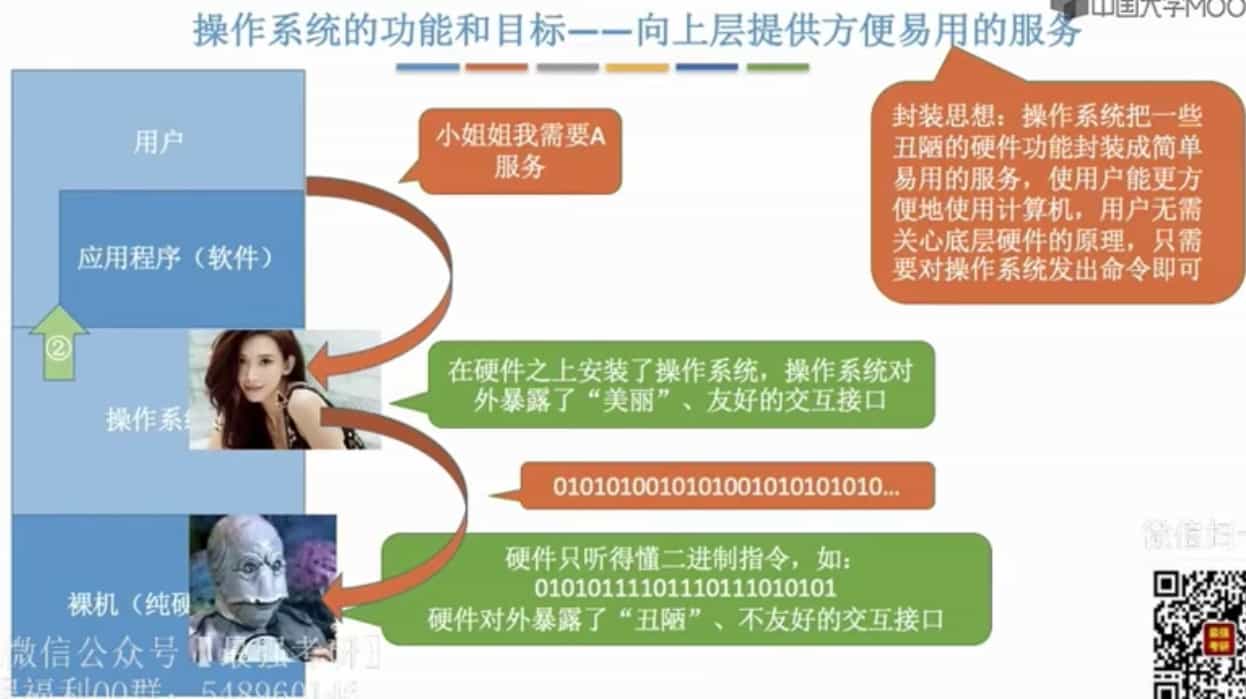 中国大学MOO
操作系统的功能和目标——向上层提供方便易用的服务
用户
小姐姐我需要A
服务
封装思想：操作系统把一些
丑陋的硬件功能封装成简单
易用的服务，使用户能更方
便地使用计算机，用户无需
关心底层硬件的原理，只需
要对操作系统发出命令即可
应用程序（软件）
②
在硬件之上安装了操作系统，操作系统对
外暴露了“美丽”、友好的交互接口
操作系
0101010010101001010101010...
硬件只听得懂二进制指令，如：
010101111011110111010101
硬件对外暴露了“丑陋”、不友好的交互接口
裸机（纯硬
微信扫一
微信公众号【最强考研】
福利QQ群：
最强
考研